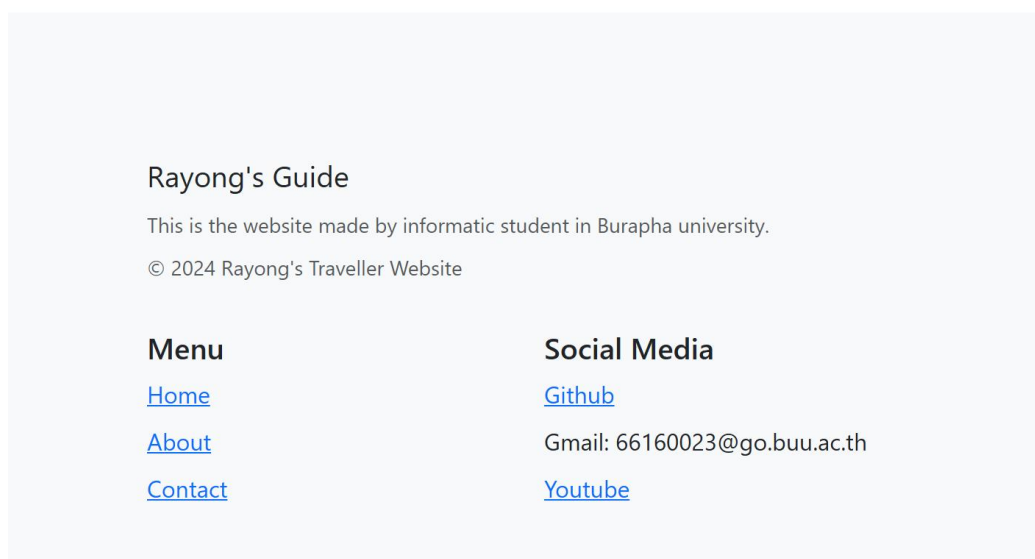 Rayong's Guide
This is the website made by informatic student in Burapha university.
© 2024 Rayong's Traveller Website
Menu
Home
About
Contact
Social Media
Github
Gmail: 66160023@go.buu.ac.th
Youtube